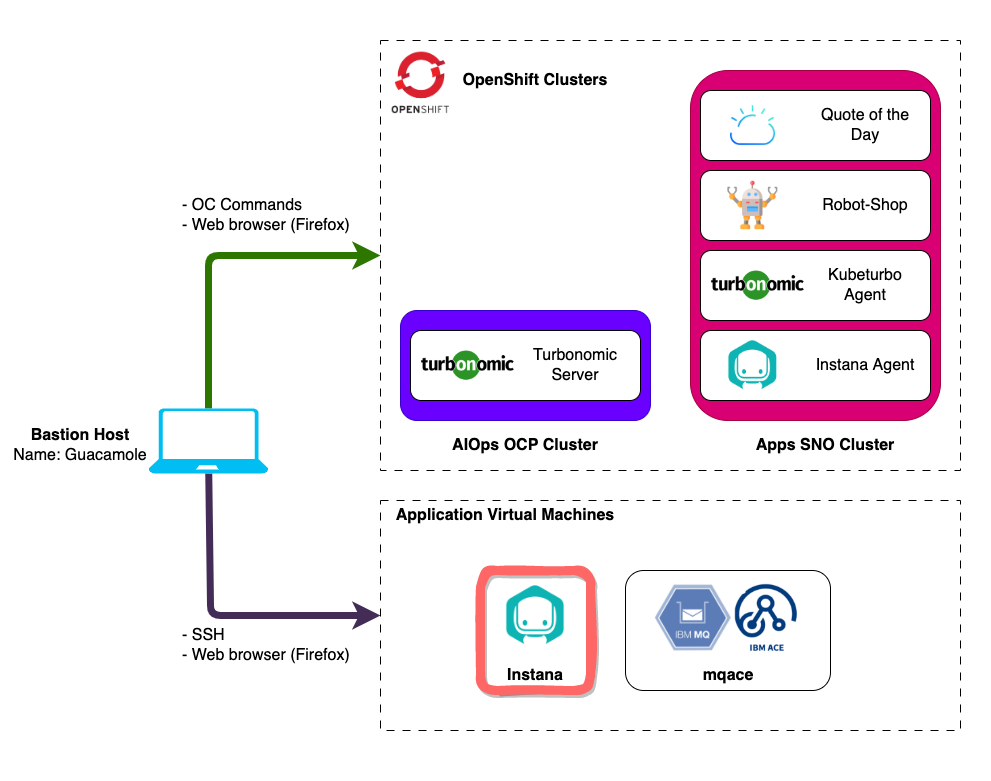 OPENSHIFT
OpenShift Clusters
Quote of the
Day
Robot-Shop
turbonomic
Kubeturbo
Agent
Instana Agent
Apps SNO Cluster
turbonomic
Turbonomic
Server
AIOps OCP Cluster
- OC Commands
- Web browser (Firefox)
Bastion Host
Name: Guacamole
- SSH
- Web browser (Firefox)
Application Virtual Machines
Instana
IBM MQ
IBM ACE
mqace